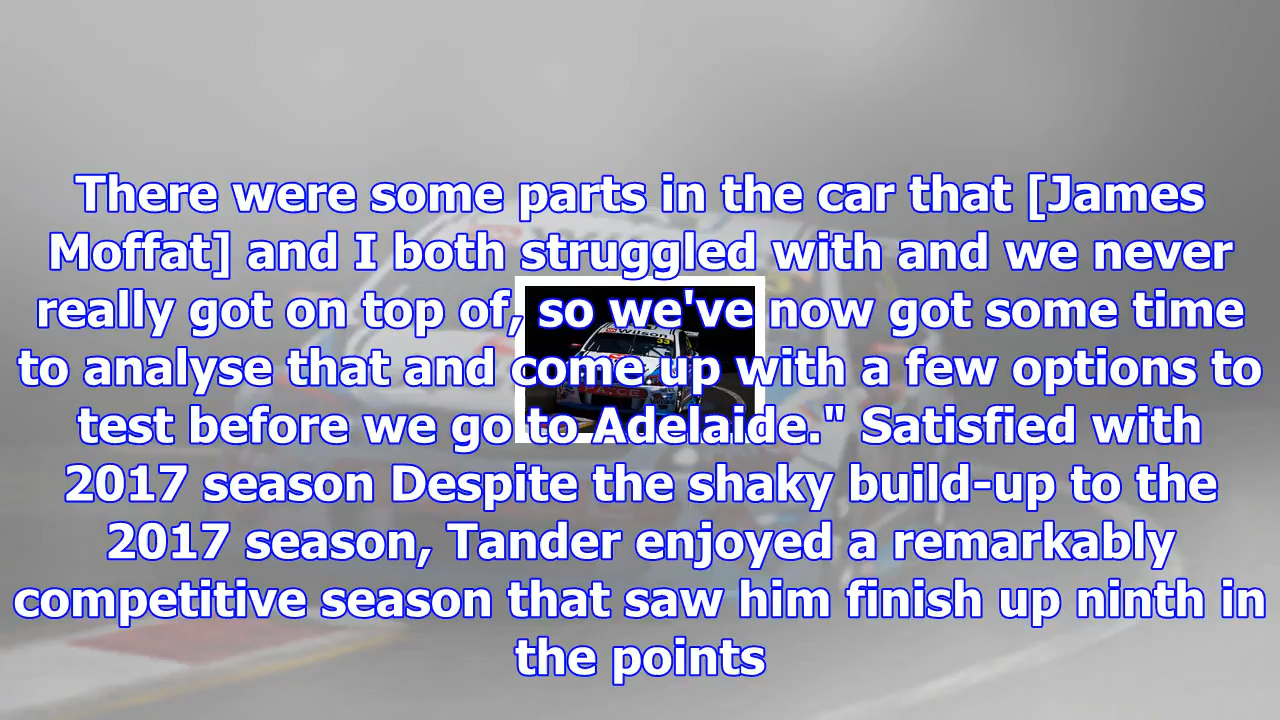 There were some parts in the car that [James
Moffat] and I both struggled with and we never
really got on top of, so we've now got some time
to analyse that and come up with a few options to
test before we go to Adelaide." Satisfied with
2017 season Despite the shaky build-up to the
2017 season, Tander enjoyed a remarkably
competitive season that saw him finish up ninth in
the points
Wilson
33